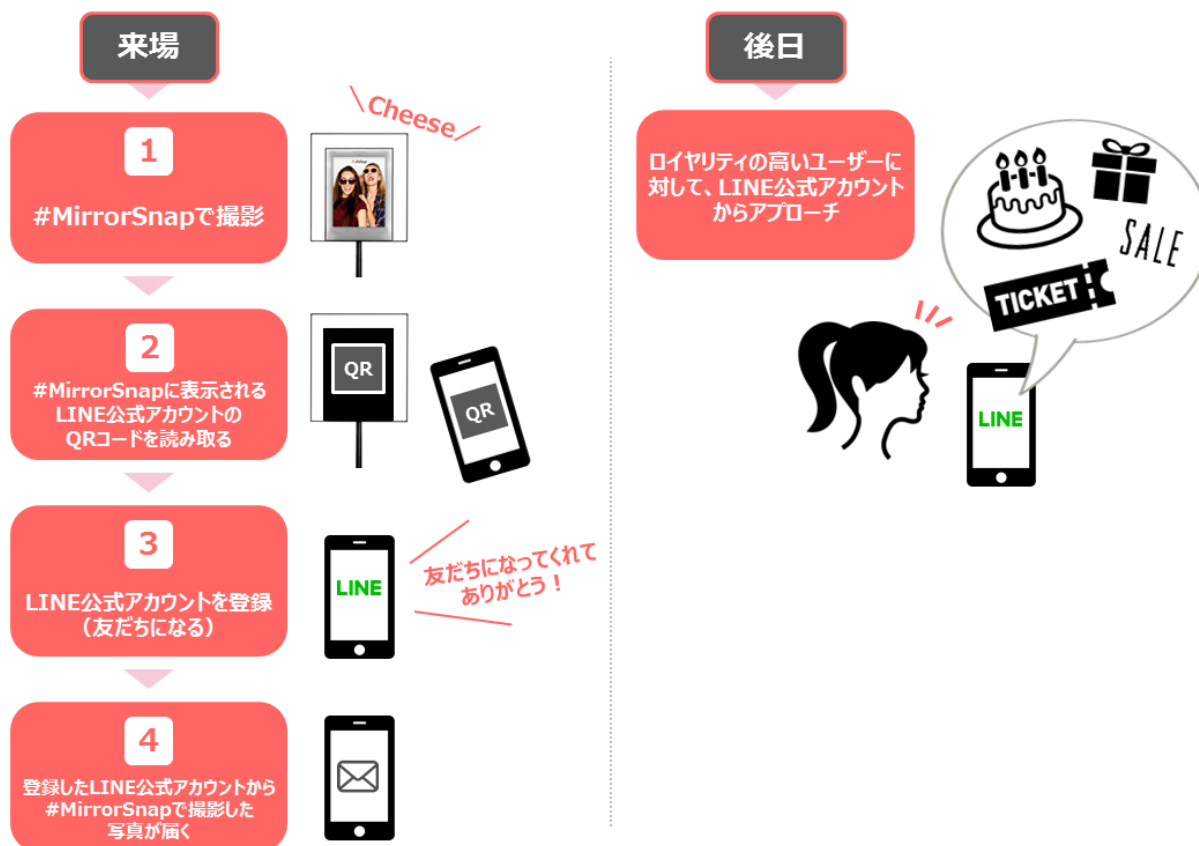 来場
1
#MirrorSnapで撮影
\Cheese/
2
#MirrorSnapに表示される
LINE公式アカウントの
QRコードを読み取る
QR
QR
3
LINE公式アカウントを登録
（友だちになる）
LINE
友だちになってくれて
ありがとう！
4
登録したLINE公式アカウントから
#MirrorSnapで撮影した
写真が届く
後日
ロイヤリティの高いユーザーに
対して、LINE公式アカウント
からアプローチ
SALE
TICKET
LINE